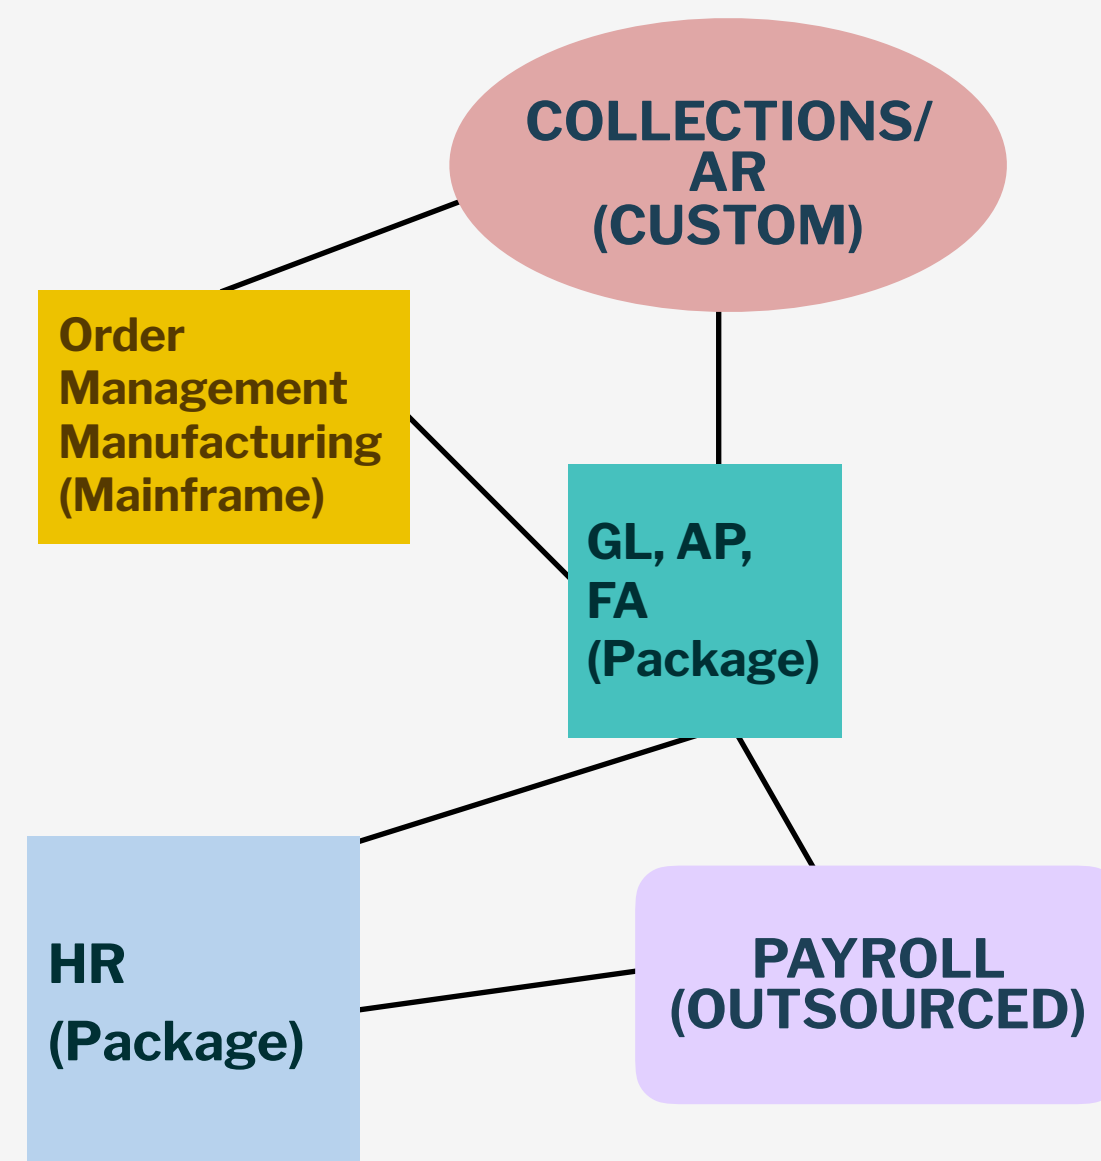 COLLECTIONS/
AR
(CUSTOM)
Order
Management
Manufacturing
(Mainframe)
GL, AP,
FA
(Package)
HR
(Package)
PAYROLL
(OUTSOURCED)